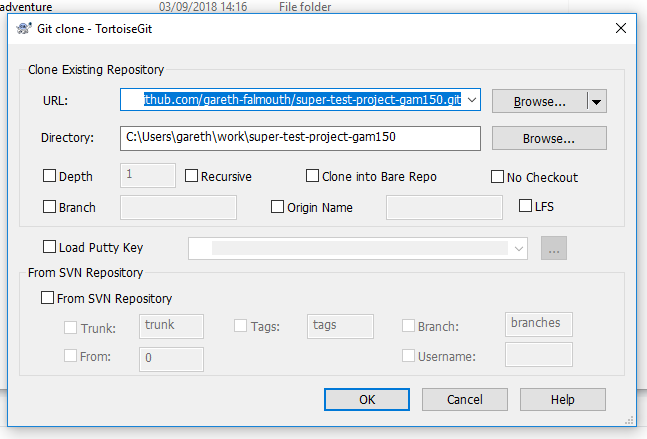 adventure 03/09/2018 14:16 File folder
Git clone - TortoiseGit
Clone Existing Repository
URL: ithub.com/gareth-falmouth/super-test-project-gam150.git Browse...
Directory: C:\Users\gareth\work\super-test-project-gam150 Browse...
Depth 1 Recursive Clone into Bare Repo No Checkout
Branch Origin Name LFS
Load Putty Key ...
From SVN Repository
From SVN Repository
Trunk: trunk Tags: tags Branch: branches
From: 0 Username:
OK Cancel Help